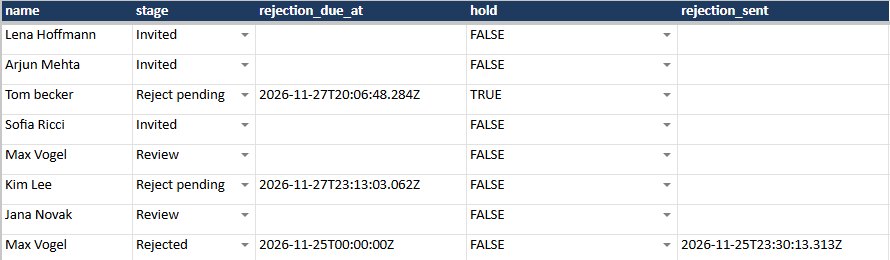 name stage rejection_due_at hold rejection_sent
Lena Hoffmann Invited FALSE
Arjun Mehta Invited FALSE
Tom becker Reject pending 2026-11-27T20:06:48.284Z TRUE
Sofia Ricci Invited FALSE
Max Vogel Review FALSE
Kim Lee Reject pending 2026-11-27T23:13:03.062Z FALSE
Jana Novak Review FALSE
Max Vogel Rejected 2026-11-25T00:00:00Z FALSE 2026-11-25T23:30:13.313Z